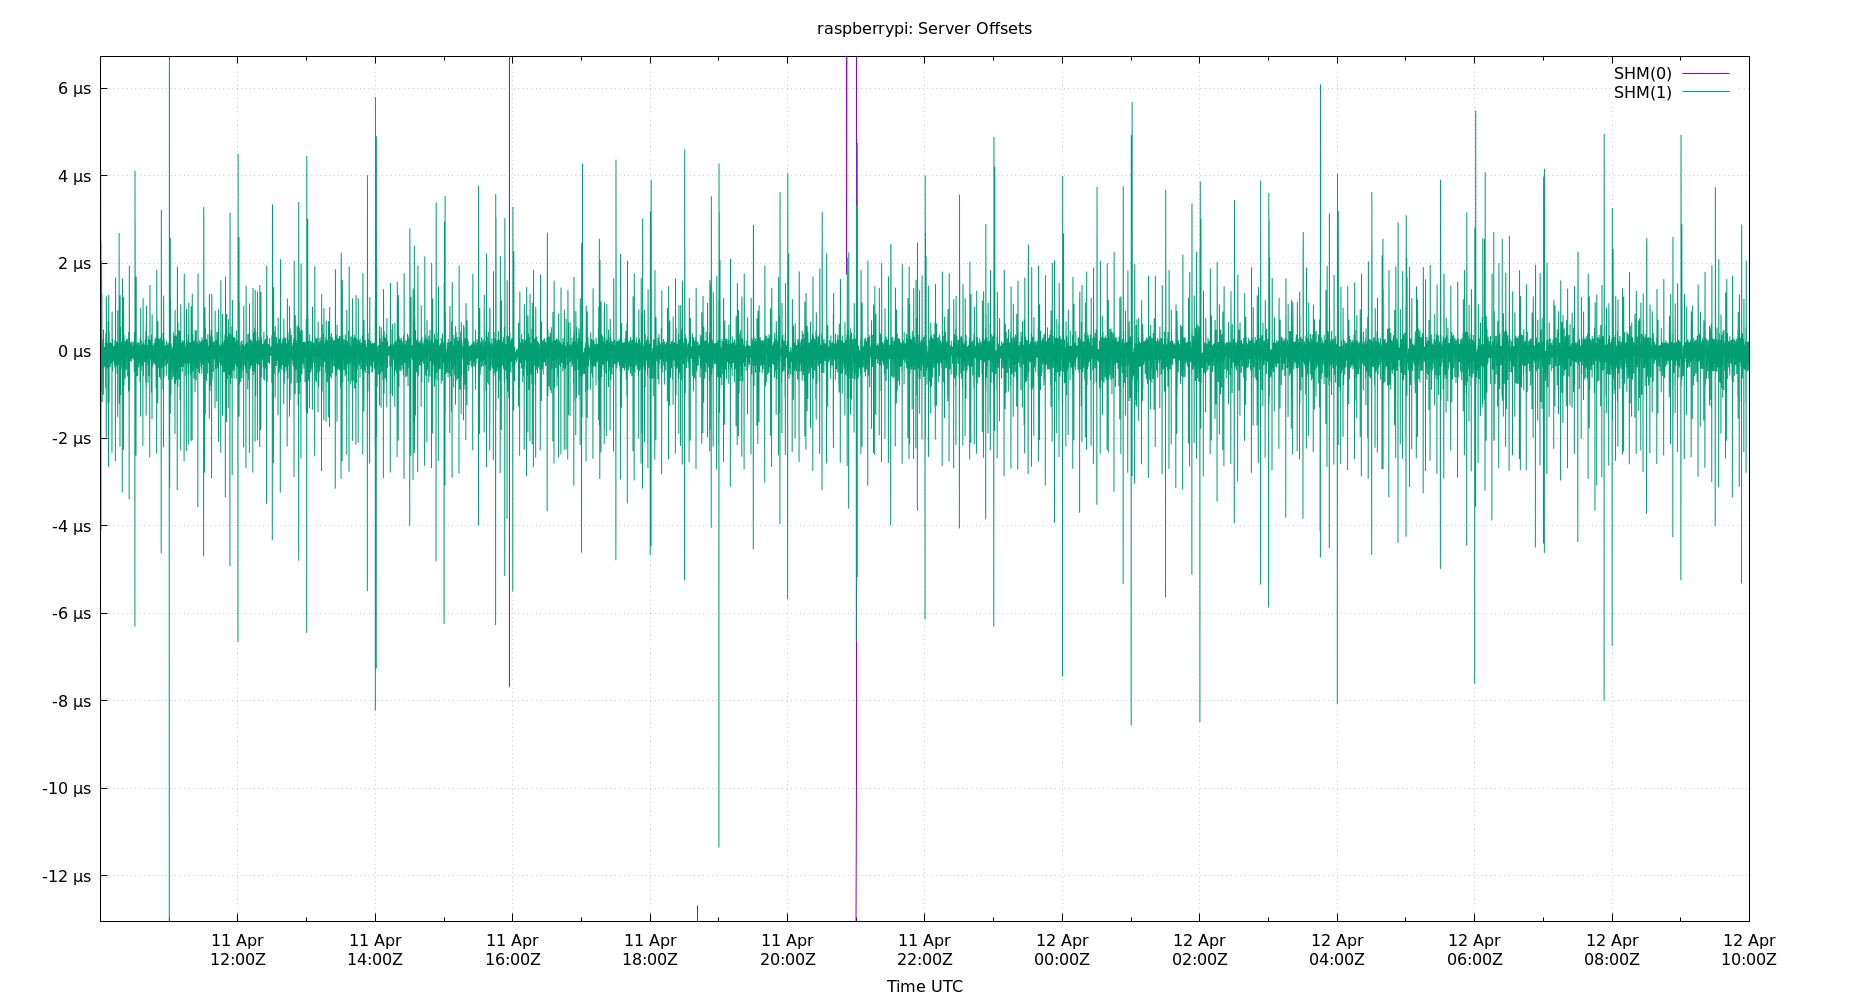 raspberrypi: Server Offsets
SHM(0)
SHM(1)
6 µs
4 µs
2 µs
0 µs
-2 µs
-4 µs
-6 µs
-8 µs
-10 µs
-12 µs
11 Apr 11 Apr 11 Apr 11 Apr 11 Apr 11 Apr 12 Apr 12 Apr 12 Apr 12 Apr 12 Apr 12 Apr
12:00Z 14:00Z 16:00Z 18:00Z 20:00Z 22:00Z 00:00Z 02:00Z 04:00Z 06:00Z 08:00Z 10:00Z
Time UTC